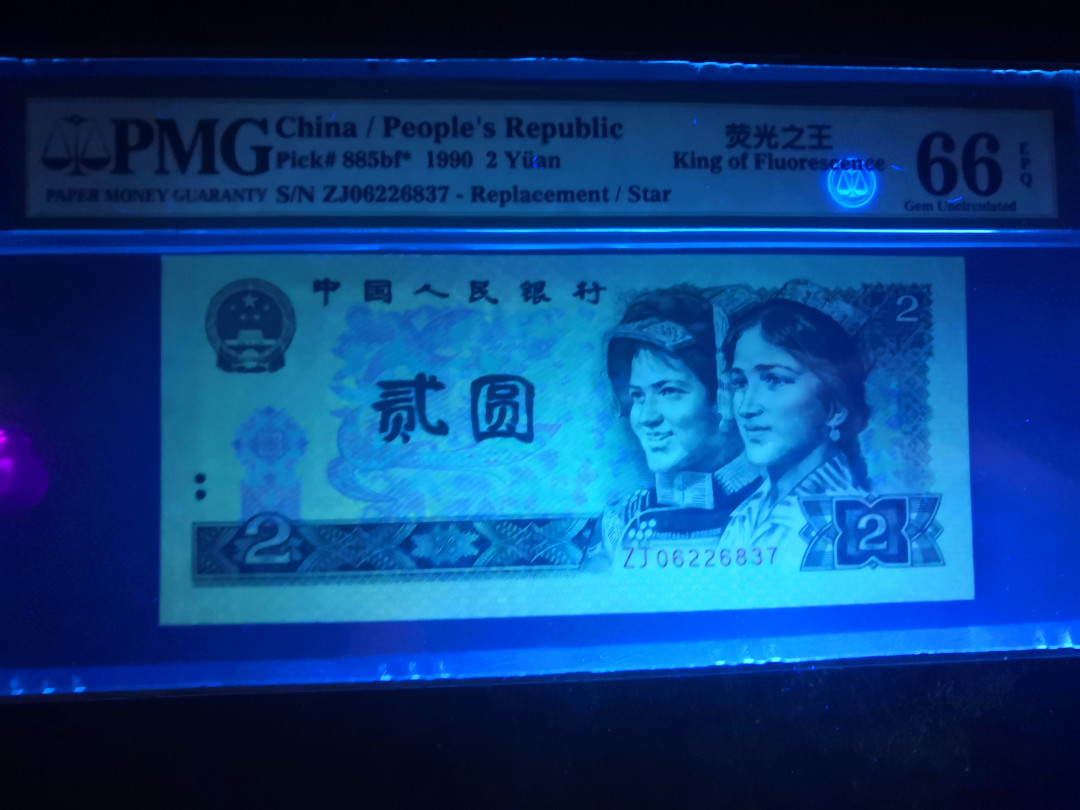 PMG
PAPER MONEY GUARANTY
China / People's Republic
Pick# 885bf* 1990 2 Yüan
S/N ZJ06226837 - Replacement / Star
荧光之王
King of Fluorescence
66
EPQ
Gem Uncirculated
中国人民银行
2
贰圆
2
2
ZJ06226837